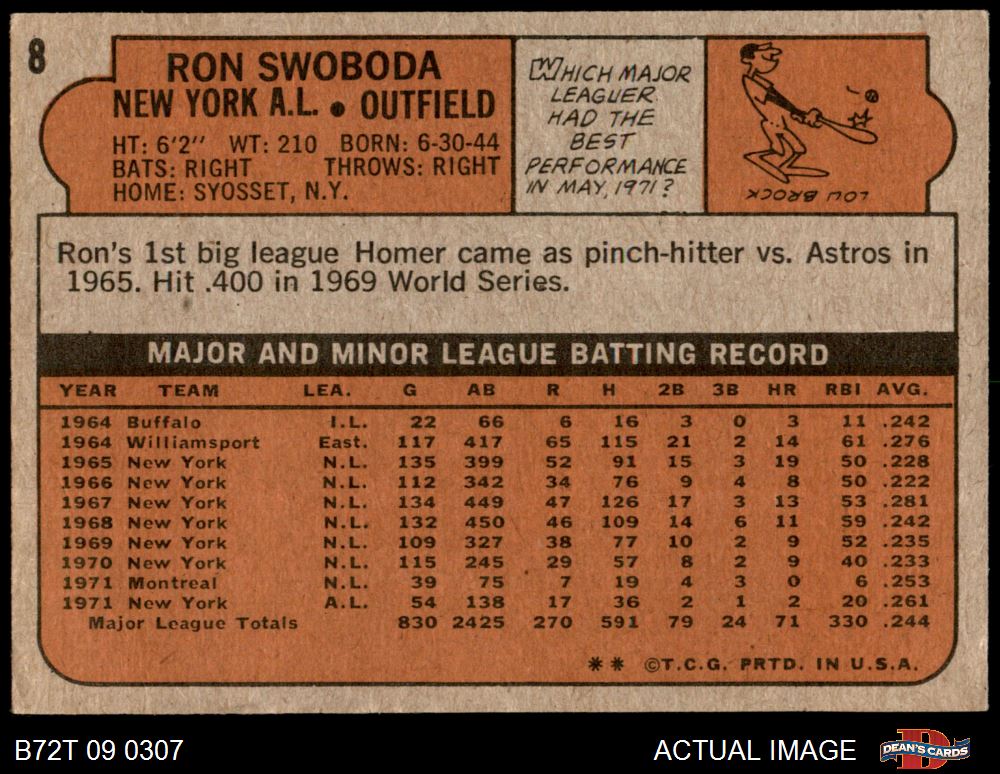 8
RON SWOBODA
NEW YORK A.L. • OUTFIELD
HT: 6'2" WT: 210 BORN: 6-30-44
BATS: RIGHT THROWS: RIGHT
HOME: SYOSSET, N.Y.
WHICH MAJOR
LEAGUER
HAD THE
BEST
PERFORMANCE
IN MAY, 1971?
LOU BROCK
Ron's 1st big league Homer came as pinch-hitter vs. Astros in
1965. Hit .400 in 1969 World Series.
MAJOR AND MINOR LEAGUE BATTING RECORD
YEAR TEAM LEA. G AB R H 2B 3B HR RBI AVG.
1964 Buffalo I.L. 22 66 6 16 3 0 3 11 .242
1964 Williamsport East. 117 417 65 115 21 2 14 61 .276
1965 New York N.L. 135 399 52 91 15 3 19 50 .228
1966 New York N.L. 112 342 34 76 9 4 8 50 .222
1967 New York N.L. 134 449 47 126 17 3 13 53 .281
1968 New York N.L. 132 450 46 109 14 6 11 59 .242
1969 New York N.L. 109 327 38 77 10 2 9 52 .235
1970 New York N.L. 115 245 29 57 8 2 9 40 .233
1971 Montreal N.L. 39 75 7 19 4 3 0 6 .253
1971 New York A.L. 54 138 17 36 2 1 2 20 .261
Major League Totals 830 2425 270 591 79 24 71 330 .244
** ©T.C.G. PRTD. IN U.S.A.
B72T 09 0307
ACTUAL IMAGE
DEAN'S CARDS